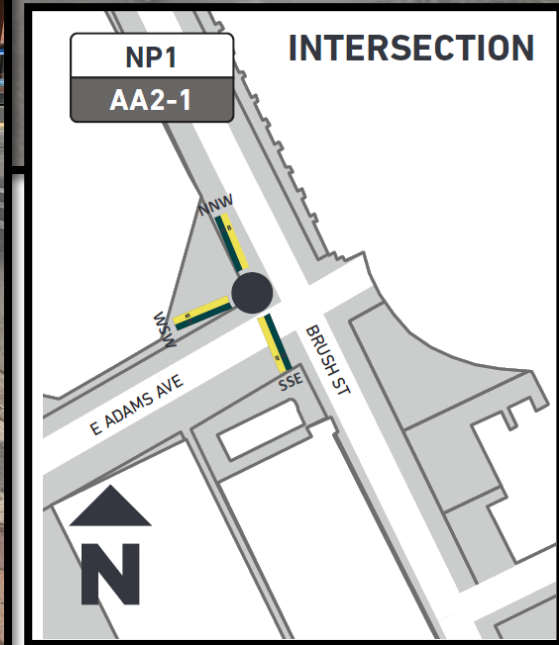 NP1
AA2-1
INTERSECTION
NNW
WSW
SSE
BRUSH ST
E ADAMS AVE
N